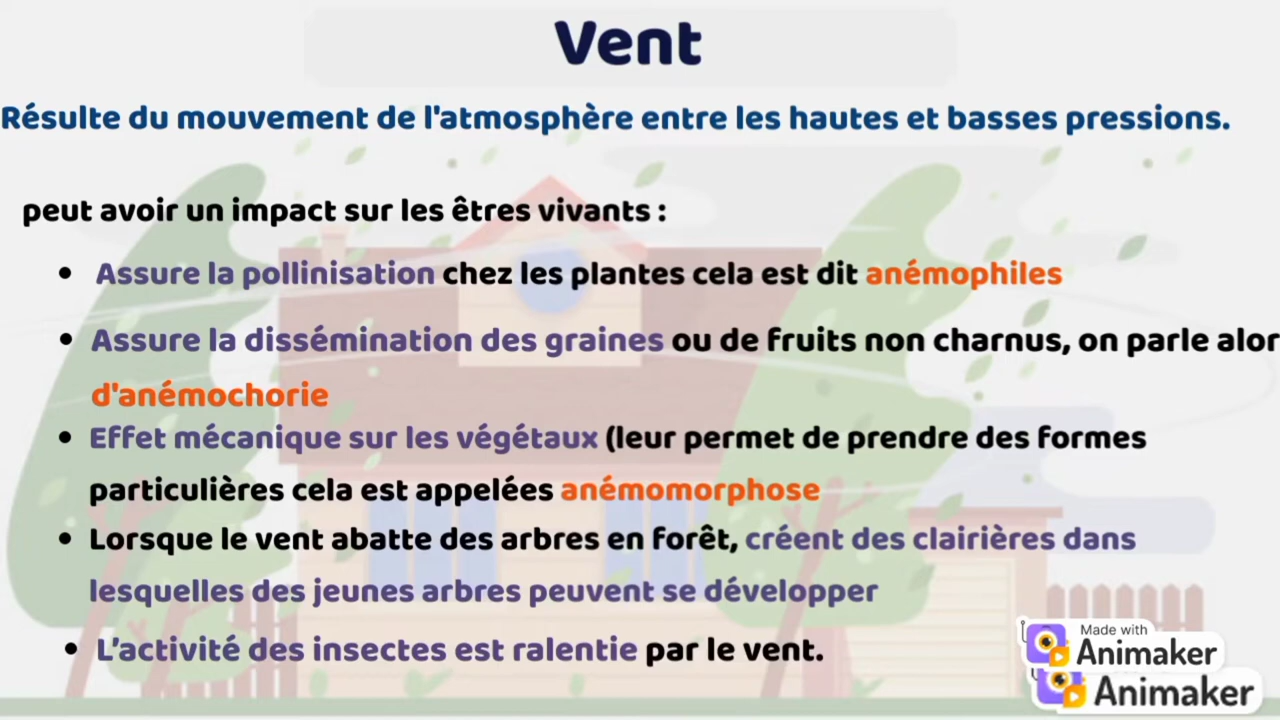 Vent
Résulte du mouvement de l'atmosphère entre les hautes et basses pressions.
peut avoir un impact sur les êtres vivants :
• Assure la pollinisation chez les plantes cela est dit anémophiles
• Assure la dissémination des graines ou de fruits non charnus, on parle alor
d'anémochorie
• Effet mécanique sur les végétaux (leur permet de prendre des formes
particulières cela est appelées anémomorphose
• Lorsque le vent abatte des arbres en forêt, créent des clairières dans
lesquelles des jeunes arbres peuvent se développer
• L’activité des insectes est ralentie par le vent.
Made with
Animaker
Animaker